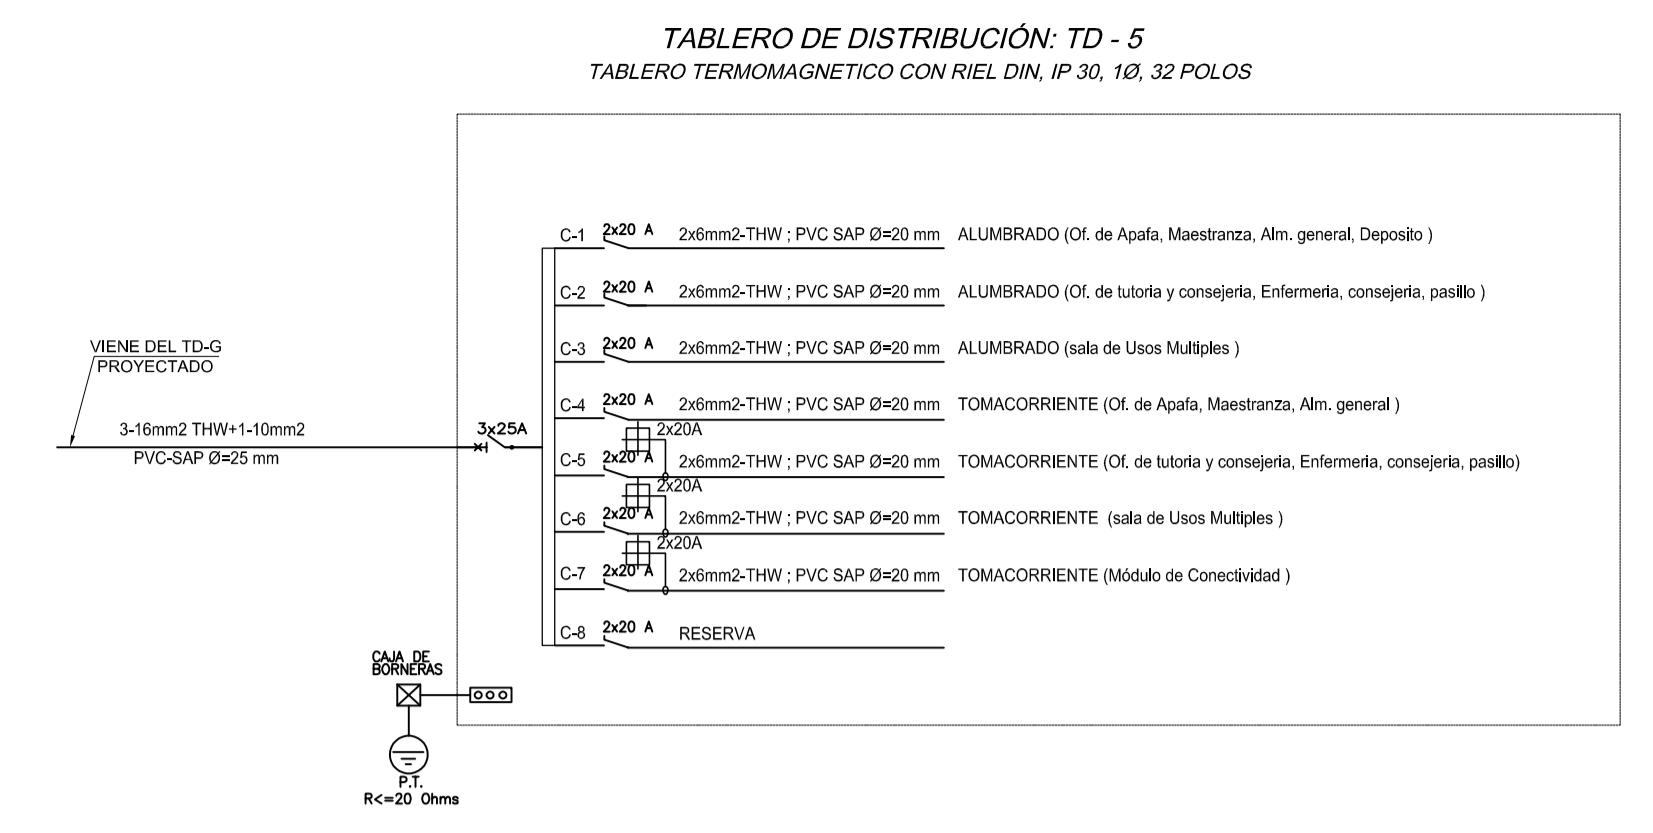 TABLERO DE DISTRIBUCIÓN: TD - 5
TABLERO TERMOMAGNETICO CON RIEL DIN, IP 30, 1Ø, 32 POLOS
C-1 2x20 A 2x6mm2-THW ; PVC SAP Ø=20 mm ALUMBRADO (Of. de Apafa, Maestranza, Alm. general, Deposito )
C-2 2x20 A 2x6mm2-THW ; PVC SAP Ø=20 mm ALUMBRADO (Of. de tutoria y consejeria, Enfermeria, consejeria, pasillo )
C-3 2x20 A 2x6mm2-THW ; PVC SAP Ø=20 mm ALUMBRADO (sala de Usos Multiples )
VIENE DEL TD-G
PROYECTADO
C-4 2x20 A 2x6mm2-THW ; PVC SAP Ø=20 mm TOMACORRIENTE (Of. de Apafa, Maestranza, Alm. general )
3-16mm2 THW+1-10mm2
PVC-SAP Ø=25 mm
3x25A
2x20A
C-5 2x20 A 2x6mm2-THW ; PVC SAP Ø=20 mm TOMACORRIENTE (Of. de tutoria y consejeria, Enfermeria, consejeria, pasillo)
2x20A
C-6 2x20 A 2x6mm2-THW ; PVC SAP Ø=20 mm TOMACORRIENTE (sala de Usos Multiples )
2x20A
C-7 2x20 A 2x6mm2-THW ; PVC SAP Ø=20 mm TOMACORRIENTE (Módulo de Conectividad )
C-8 2x20 A RESERVA
CAJA DE
BORNERAS
P.T.
R<=20 Ohms